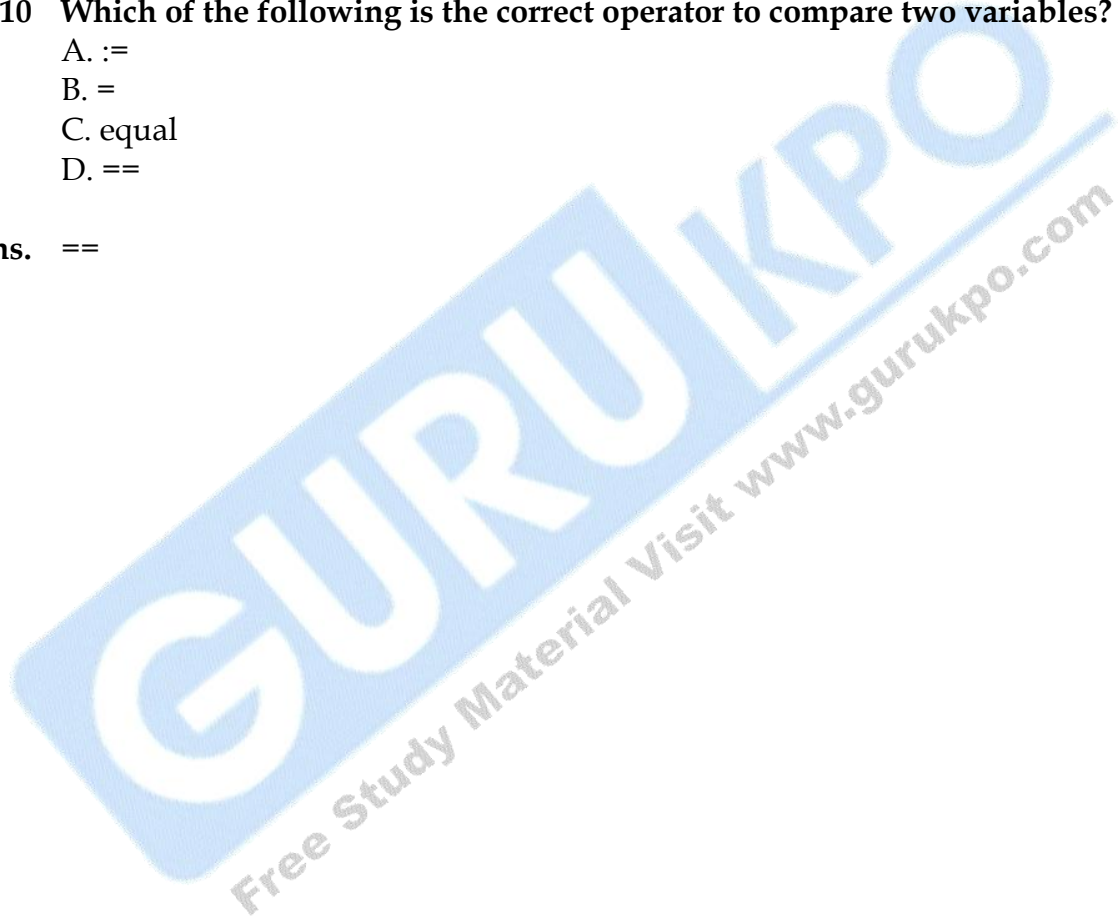 10 Which of the following is the correct operator to compare two variables?
A. :=
B. =
C. equal
D. ==
ns. ==
GURUKPO
Free Study Material Visit www.gurukpo.com